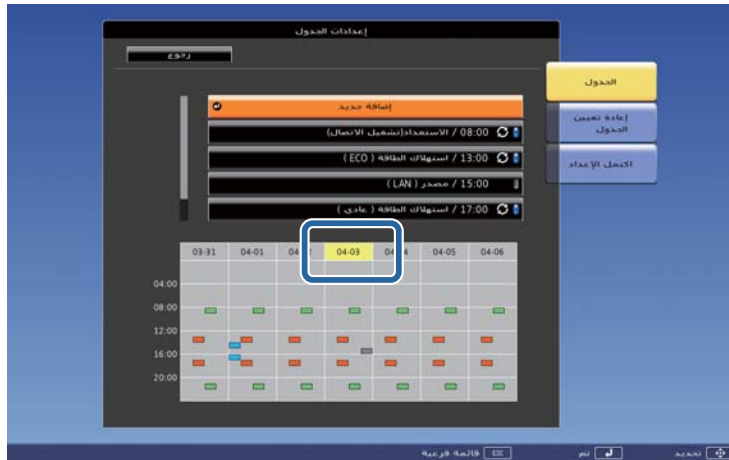 إعدادات الجدول
رجوع
الجدول
إعادة تعيين
الجدول
اكتمل الإعداد
إضافة جديد
08:00 / الاستعداد(تشغيل الاتصال)
13:00 / استهلاك الطاقة ( ECO )
15:00 / مصدر ( LAN )
17:00 / استهلاك الطاقة ( عادي )
03-31 04-01 04-03 04-05 04-06
04:00
08:00
12:00
16:00
20:00
تحديد
تم
Esc قائمة فرعية